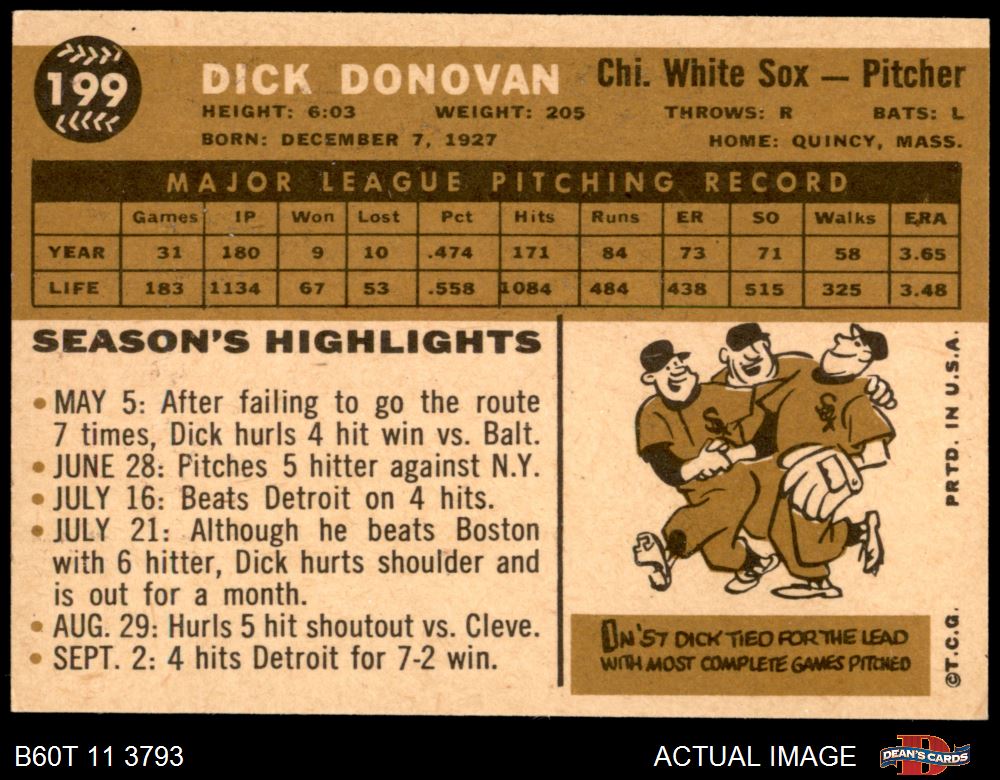 199
DICK DONOVAN
Chi. White Sox — Pitcher
HEIGHT: 6:03 WEIGHT: 205 THROWS: R BATS: L
BORN: DECEMBER 7, 1927 HOME: QUINCY, MASS.
MAJOR LEAGUE PITCHING RECORD
Games IP Won Lost Pct Hits Runs ER SO Walks ERA
YEAR 31 180 9 10 .474 171 84 73 71 58 3.65
LIFE 183 1134 67 53 .558 1084 484 438 515 325 3.48
SEASON'S HIGHLIGHTS
• MAY 5: After failing to go the route
7 times, Dick hurls 4 hit win vs. Balt.
• JUNE 28: Pitches 5 hitter against N.Y.
• JULY 16: Beats Detroit on 4 hits.
• JULY 21: Although he beats Boston
with 6 hitter, Dick hurts shoulder and
is out for a month.
• AUG. 29: Hurls 5 hit shoutout vs. Cleve.
• SEPT. 2: 4 hits Detroit for 7-2 win.
SOX
SOX
IN '57 DICK TIED FOR THE LEAD
WITH MOST COMPLETE GAMES PITCHED
©T.C.G. PRTD. IN U.S.A.
B60T 11 3793
ACTUAL IMAGE
D
DEAN'S CARDS